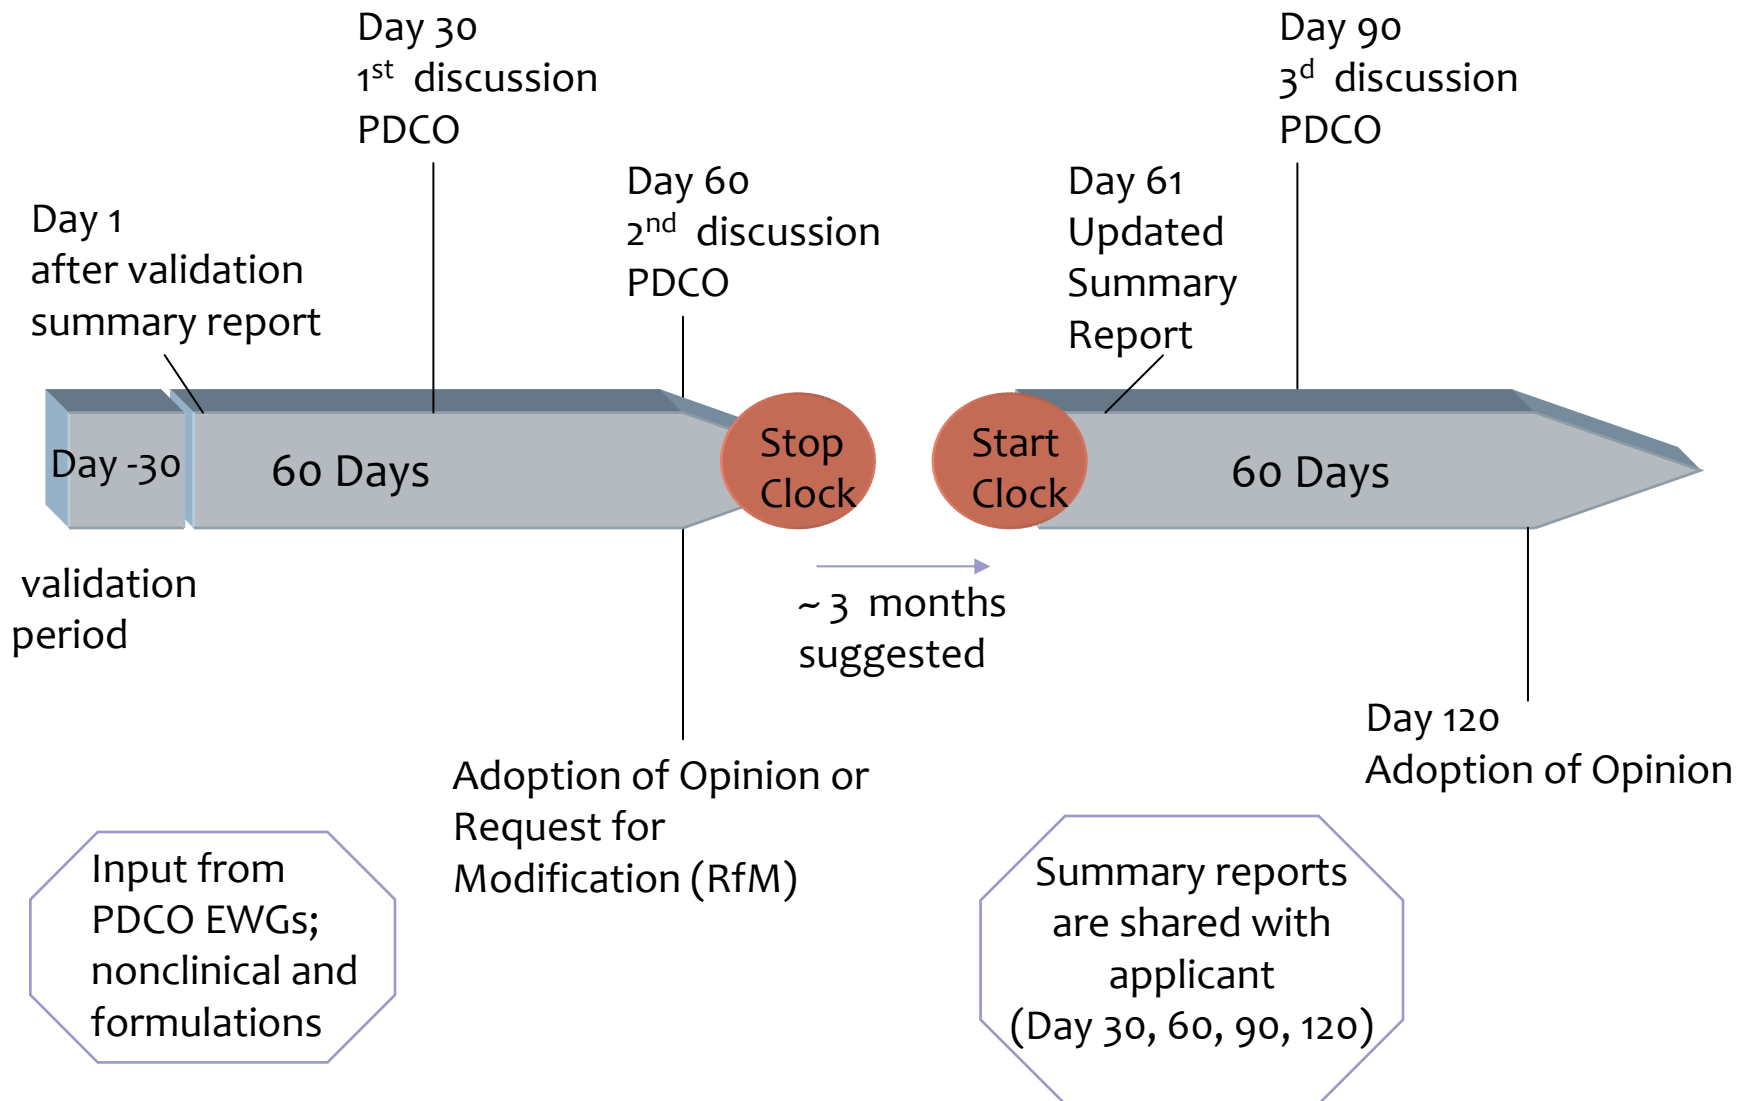 Day 30
1st discussion
PDCO
Day 90
3d discussion
PDCO
Day 60
2nd discussion
PDCO
Day 61
Updated
Summary
Report
Day 1
after validation
summary report
Day -30
60 Days
Stop
Clock
Start
Clock
60 Days
validation
period
~ 3 months
suggested
Day 120
Adoption of Opinion
Adoption of Opinion or
Request for
Modification (RfM)
Input from
PDCO EWGs;
nonclinical and
formulations
Summary reports
are shared with
applicant
(Day 30, 60, 90, 120)